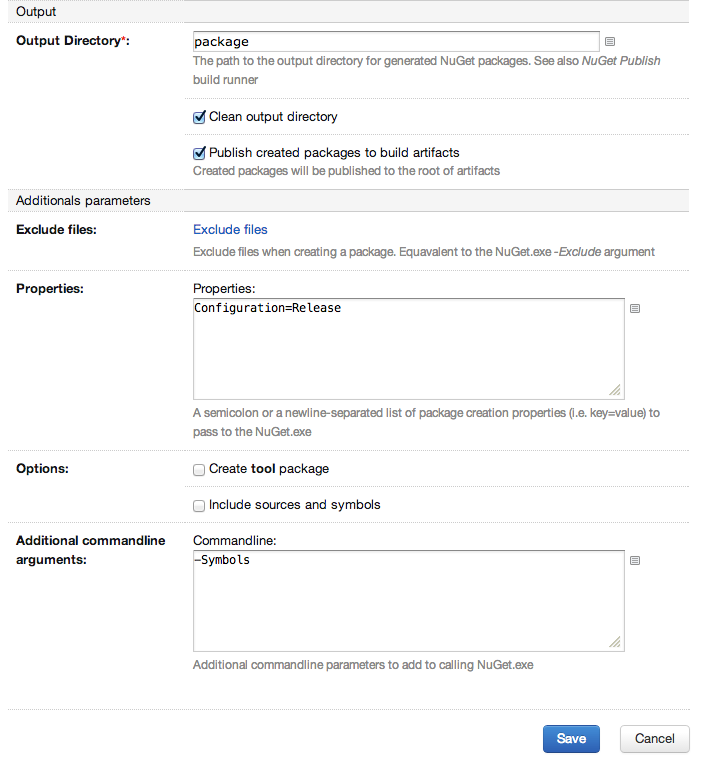 Output
Output Directory*:
package
The path to the output directory for generated NuGet packages. See also NuGet Publish
build runner
Clean output directory
Publish created packages to build artifacts
Created packages will be published to the root of artifacts
Additionals parameters
Exclude files:
Exclude files
Exclude files when creating a package. Equavalent to the NuGet.exe -Exclude argument
Properties:
Properties:
Configuration=Release
A semicolon or a newline-separated list of package creation properties (i.e. key=value) to
pass to the NuGet.exe
Options:
Create tool package
Include sources and symbols
Additional commandline
arguments:
Commandline:
–Symbols
Additional commandline parameters to add to calling NuGet.exe
Save
Cancel